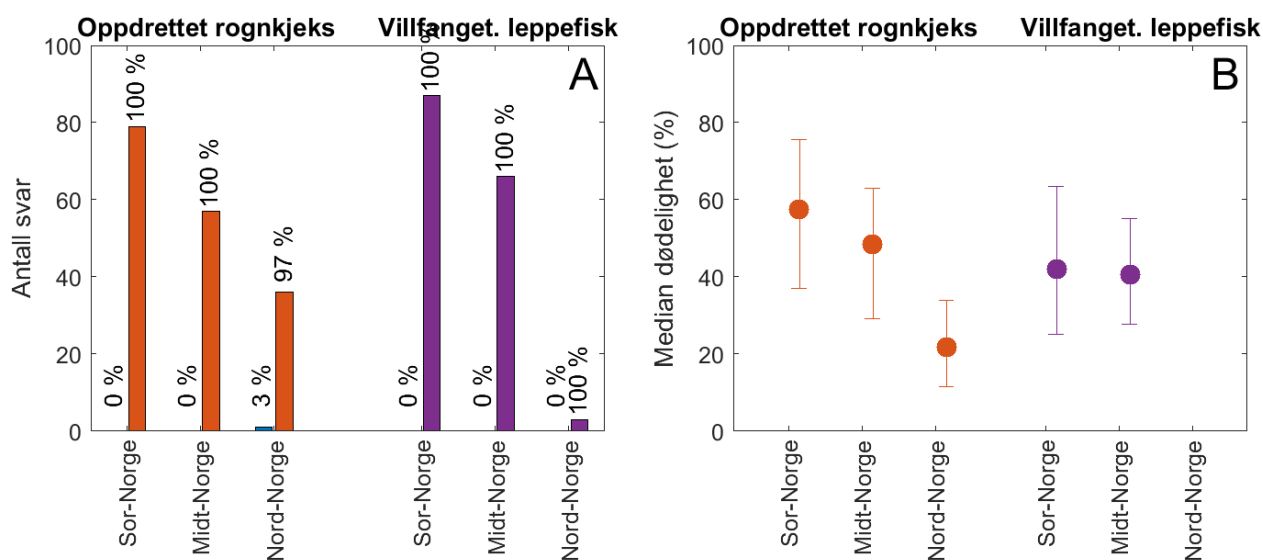 Oppdrettet rognkjeks
Villfanget. leppefisk
A
Antall svar
100
80
60
40
20
0
0 %
100 %
0 %
100 %
3 %
97 %
0 %
100 %
0 %
100 %
0 %
100 %
Sor-Norge
Midt-Norge
Nord-Norge
Sor-Norge
Midt-Norge
Nord-Norge
Oppdrettet rognkjeks
Villfanget. leppefisk
B
Median dødelighet (%)
100
80
60
40
20
0
Sor-Norge
Midt-Norge
Nord-Norge
Sor-Norge
Midt-Norge
Nord-Norge